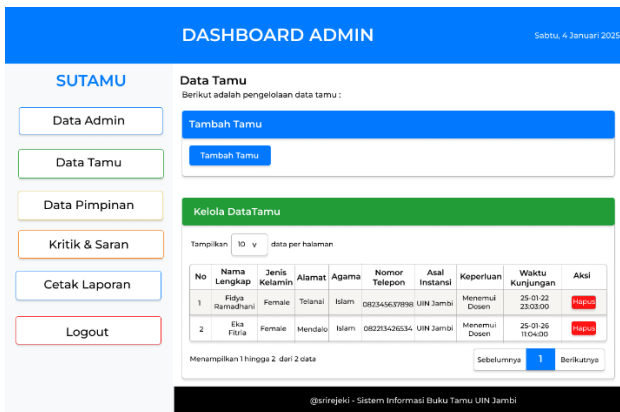 DASHBOARD ADMIN
Sabtu, 4 Januari 2025
SUTAMU
Data Admin
Data Tamu
Data Pimpinan
Kritik & Saran
Cetak Laporan
Logout
Data Tamu
Berikut adalah pengelolaan data tamu :
Tambah Tamu
Tambah Tamu
Kelola DataTamu
Tampilkan 10 v data per halaman
No Nama Lengkap Jenis Kelamin Alamat Agama Nomor Telepon Asal Instansi Keperluan Waktu Kunjungan Aksi
1 Fidya Ramadhani Female Telanai Islam 082345637898 UIN Jambi Menemui Dosen 25-01-22 23:03:00 Hapus
2 Eka Fitria Female Mendalo Islam 082213426534 UIN Jambi Menemui Dosen 25-01-26 11:04:00 Hapus
Menampilkan 1 hingga 2 dari 2 data
Sebelumnya 1 Berikutnya
@srirejeki - Sistem Informasi Buku Tamu UIN Jambi